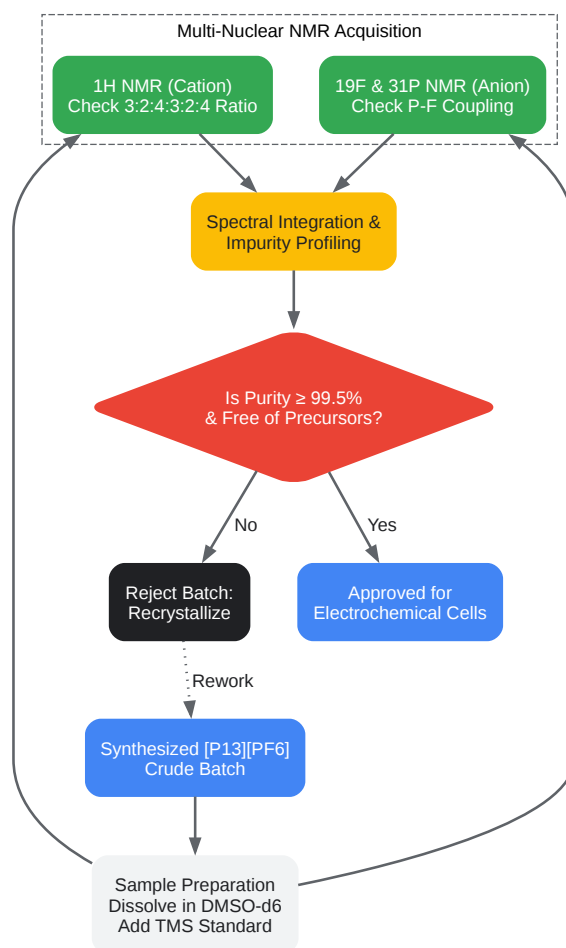 Multi-Nuclear NMR Acquisition
1H NMR (Cation)
Check 3:2:4:3:2:4 Ratio
19F & 31P NMR (Anion)
Check P-F Coupling
Spectral Integration &
Impurity Profiling
Is Purity ≥ 99.5%
& Free of Precursors?
No
Yes
Reject Batch:
Recrystallize
Approved for
Electrochemical Cells
Rework
Synthesized [P13][PF6]
Crude Batch
Sample Preparation
Dissolve in DMSO-d6
Add TMS Standard